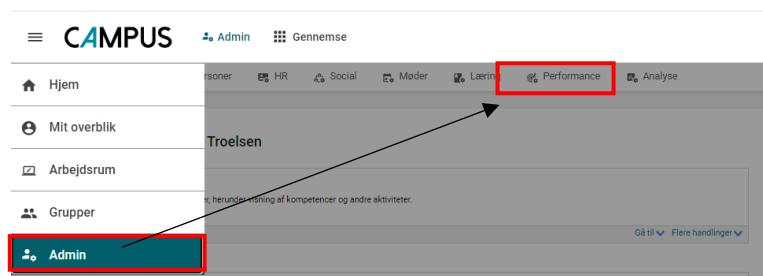 CAMPUS Admin Gennemse
Hjem
rsoner HR Social Møder Læring Performance Analyse
Mit overblik
Troelsen
Arbejdsrum
er, herunder visning af kompetencer og andre aktiviteter.
Grupper
Gå til Flere handlinger
Admin